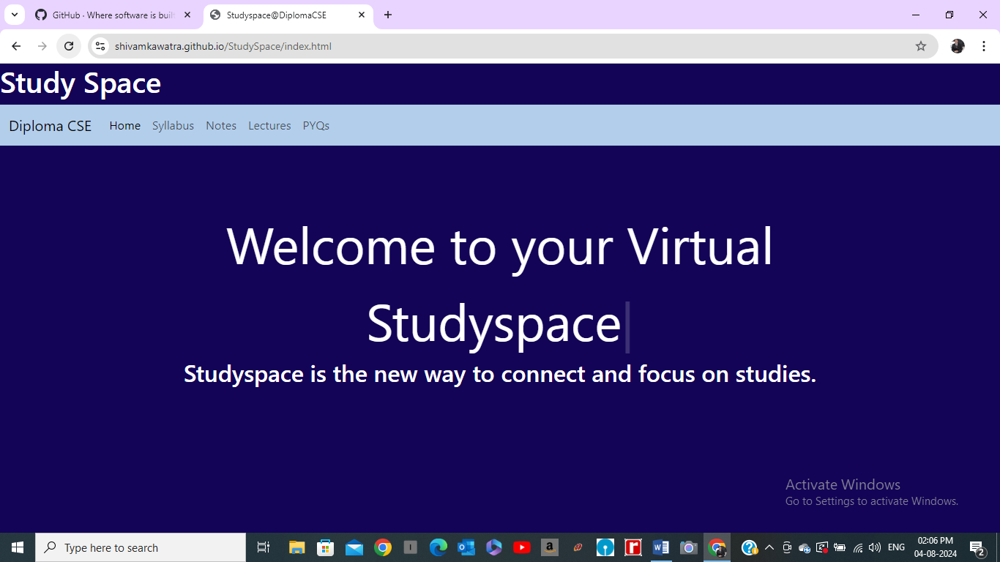 GitHub · Where software is buil
Studyspace@DiplomaCSE
shivamkawatra.github.io/StudySpace/index.html
Study Space
Diploma CSE Home Syllabus Notes Lectures PYQs
Welcome to your Virtual
Studyspace
Studyspace is the new way to connect and focus on studies.
Activate Windows
Go to Settings to activate Windows.
Type here to search
ENG
02:06 PM
04-08-2024
2